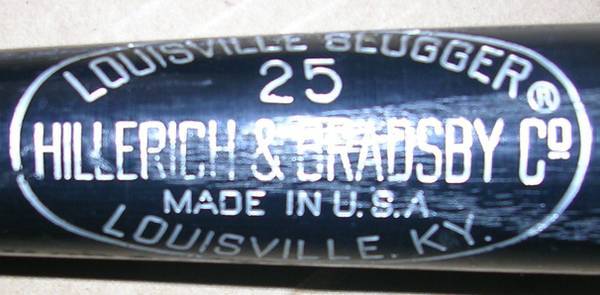 LOUISVILLE SLUGGER®
25
HILLERICH & BRADSBY Co
MADE IN U.S.A.
LOUISVILLE. KY.